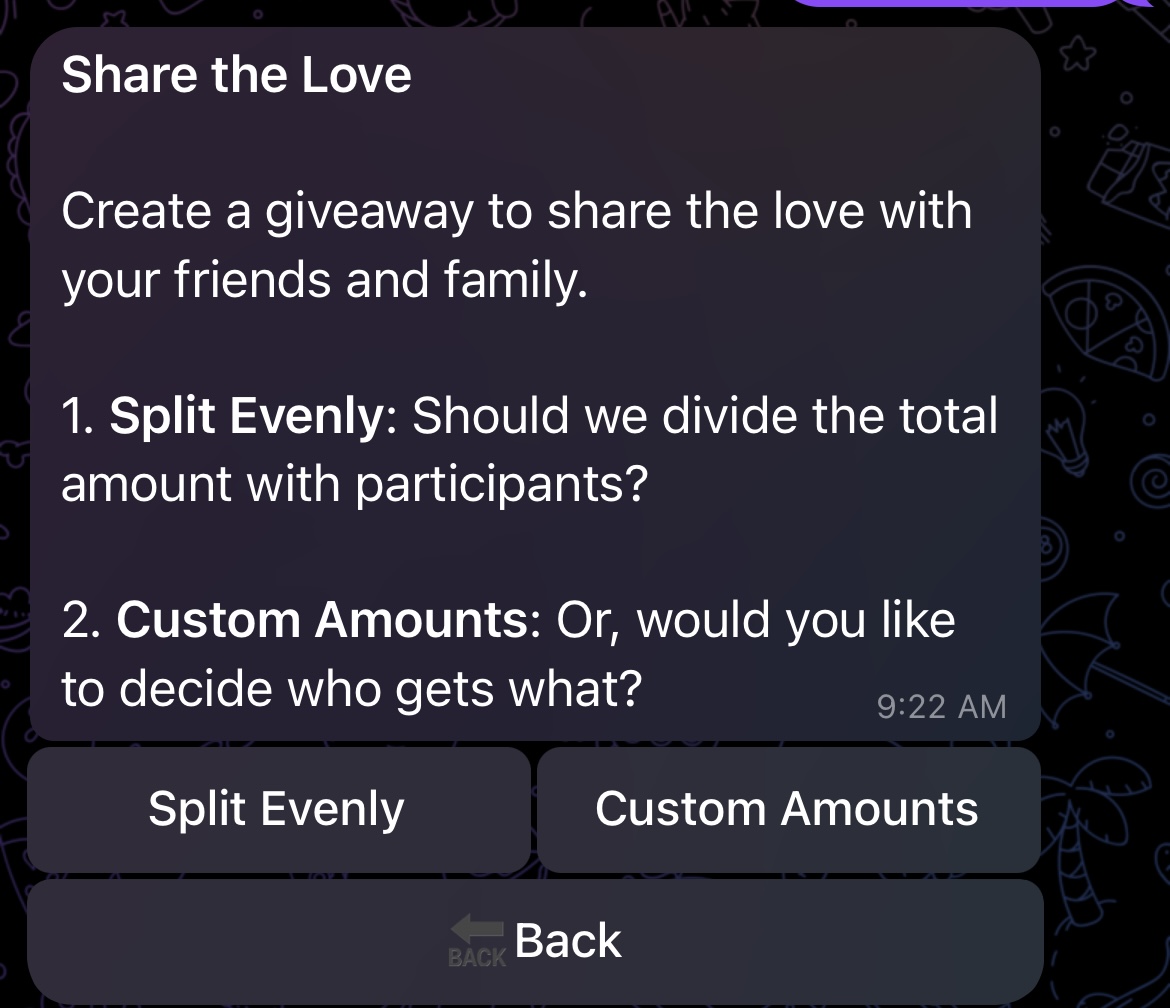 Share the Love
Create a giveaway to share the love with
your friends and family.
1. Split Evenly: Should we divide the total
amount with participants?
2. Custom Amounts: Or, would you like
to decide who gets what?
9:22 AM
Split Evenly
Custom Amounts
BACK Back